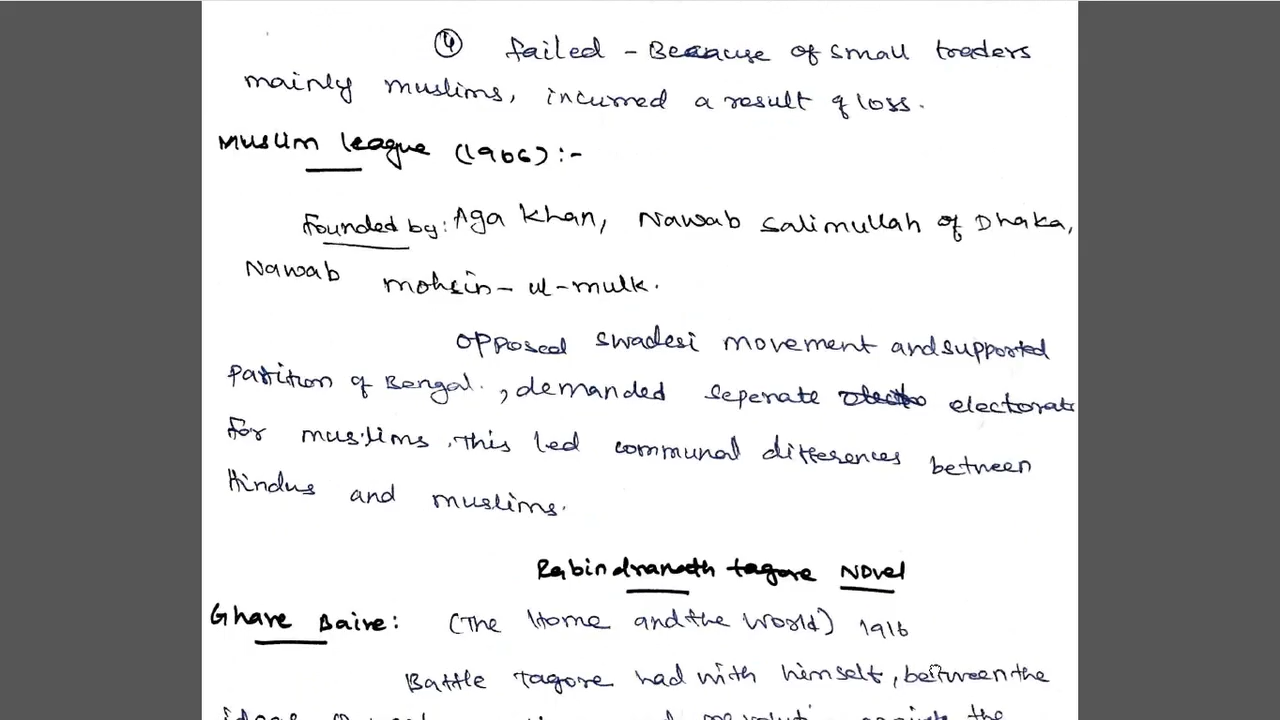 ④ failed - Because of small traders
mainly muslims, incurred a result of loss.
Muslim league (1906) :-
Founded by: Aga Khan, Nawab Salimullah of Dhaka,
Nawab mohsin-ul-mulk.
opposed swadesi movement and supported
partition of Bengal. , demanded seperate electorate
for muslims. This led communal differences between
Hindus and muslims.
Rabindranath tagore Novel
Ghare Baire: (The Home and the World) 1916
Battle tagore had with himself, between the